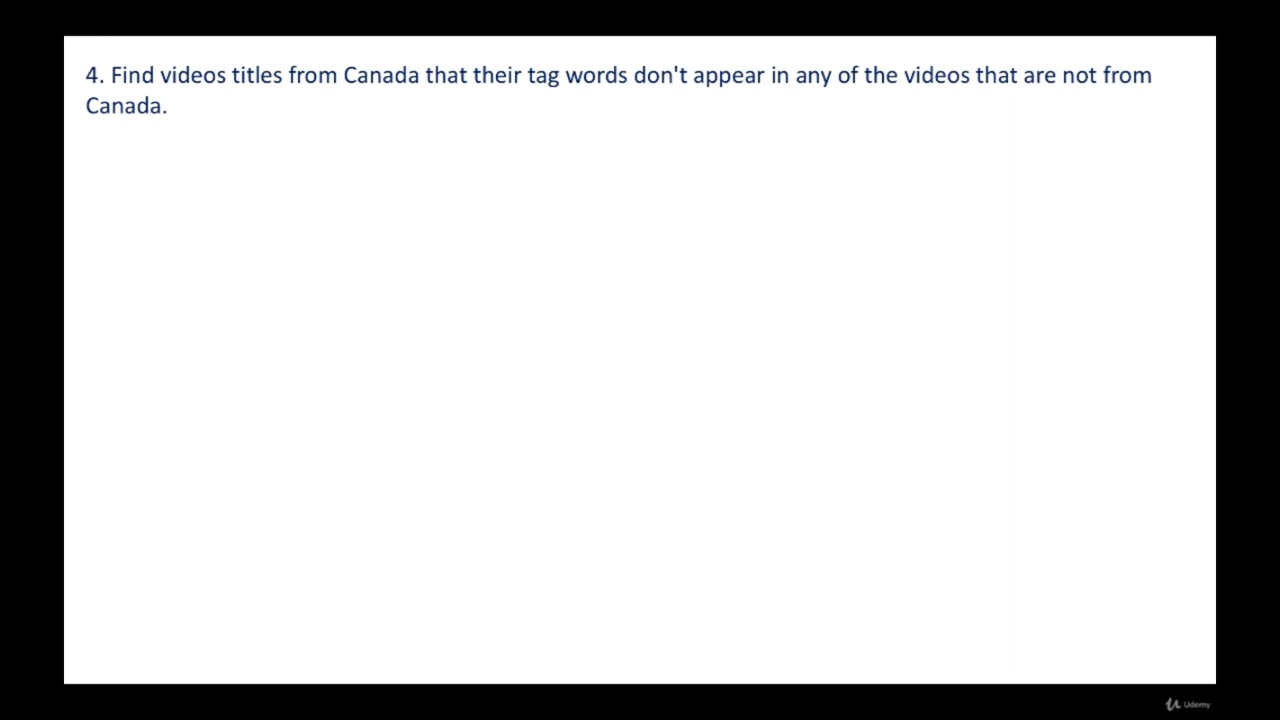 4. Find videos titles from Canada that their tag words don't appear in any of the videos that are not from
Canada.
Udemy